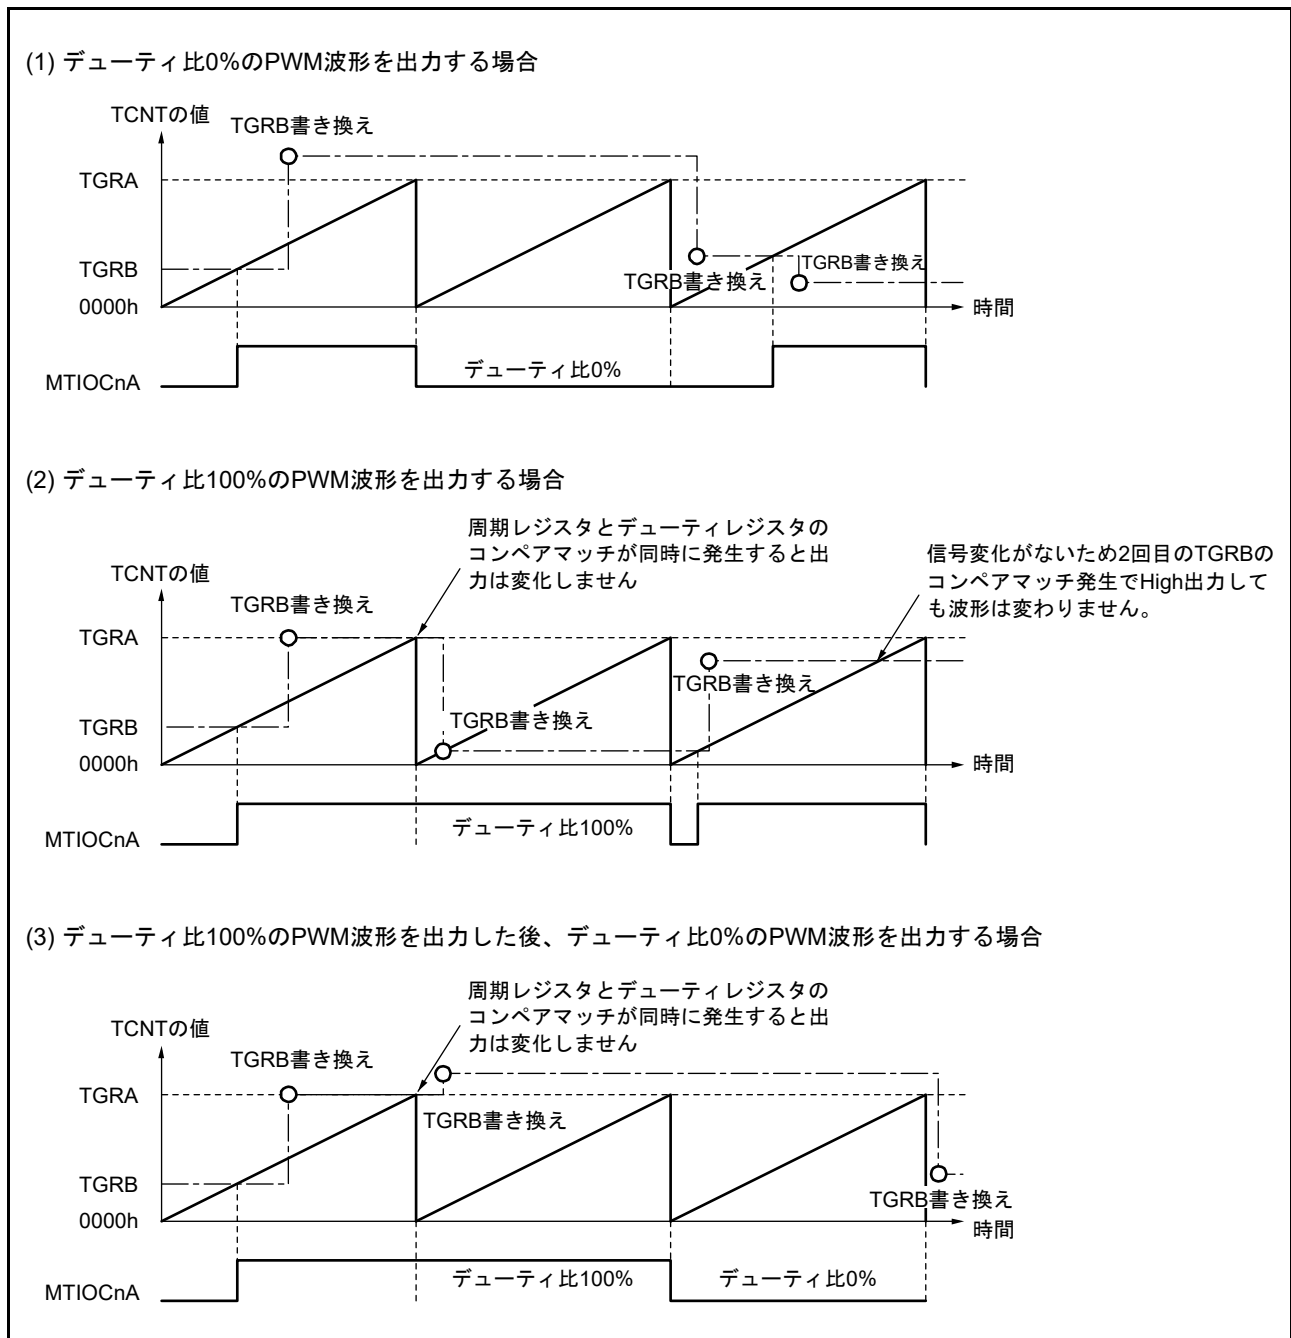 (1) デューティ比0%のPWM波形を出力する場合
TCNTの値
TGRB書き換え
TGRA
TGRB
TGRB書き換え
TGRB書き換え
0000h
時間
MTIOCnA
デューティ比0%
(2) デューティ比100%のPWM波形を出力する場合
周期レジスタとデューティレジスタの
コンペアマッチが同時に発生すると出
力は変化しません
信号変化がないため2回目のTGRBの
コンペアマッチ発生でHigh出力して
も波形は変わりません。
TCNTの値
TGRB書き換え
TGRA
TGRB書き換え
TGRB書き換え
TGRB
0000h
時間
MTIOCnA
デューティ比100%
(3) デューティ比100%のPWM波形を出力した後、デューティ比0%のPWM波形を出力する場合
周期レジスタとデューティレジスタの
コンペアマッチが同時に発生すると出
力は変化しません
TCNTの値
TGRB書き換え
TGRA
TGRB書き換え
TGRB
TGRB書き換え
0000h
時間
MTIOCnA
デューティ比100%
デューティ比0%